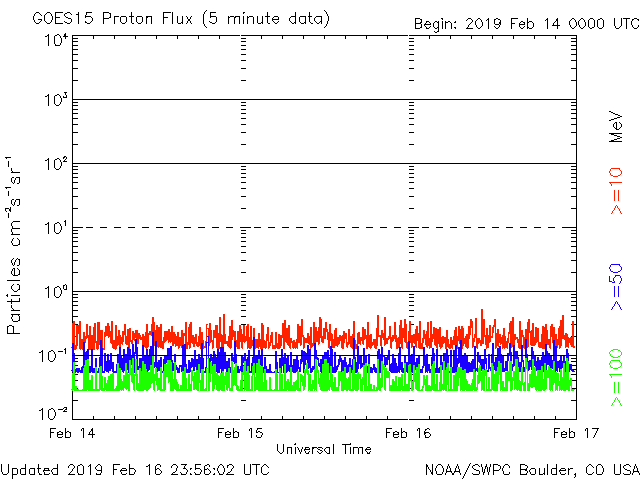 GOES15 Proton Flux (5 minute data)
Begin: 2019 Feb 14 0000 UTC
10⁴
10³
10²
10¹
10⁰
10⁻¹
10⁻²
Particles cm⁻²s⁻¹sr⁻¹
MeV
>=10
>=50
>=100
Feb 14
Feb 15
Feb 16
Feb 17
Universal Time
Updated 2019 Feb 16 23:56:02 UTC
NOAA/SWPC Boulder, CO USA